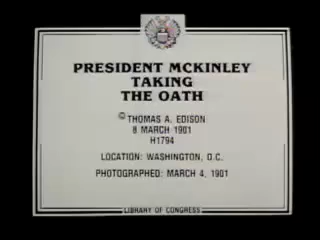 PRESIDENT MCKINLEY
TAKING
THE OATH
© THOMAS A. EDISON
8 MARCH 1901
H1794
LOCATION: WASHINGTON, D.C.
PHOTOGRAPHED: MARCH 4, 1901
LIBRARY OF CONGRESS